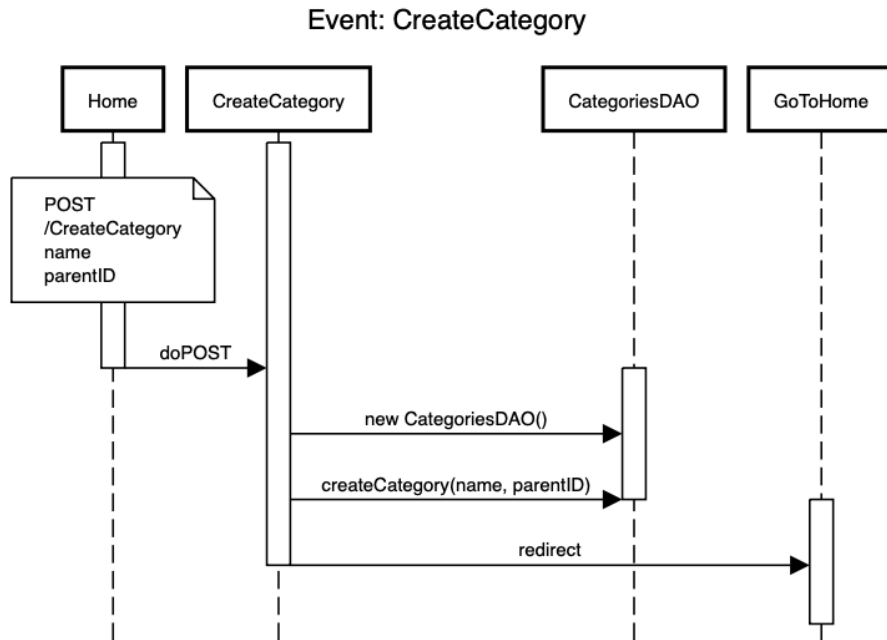 Event: CreateCategory
Home
CreateCategory
CategoriesDAO
GoToHome
POST
/CreateCategory
name
parentID
doPOST
new CategoriesDAO()
createCategory(name, parentID)
redirect